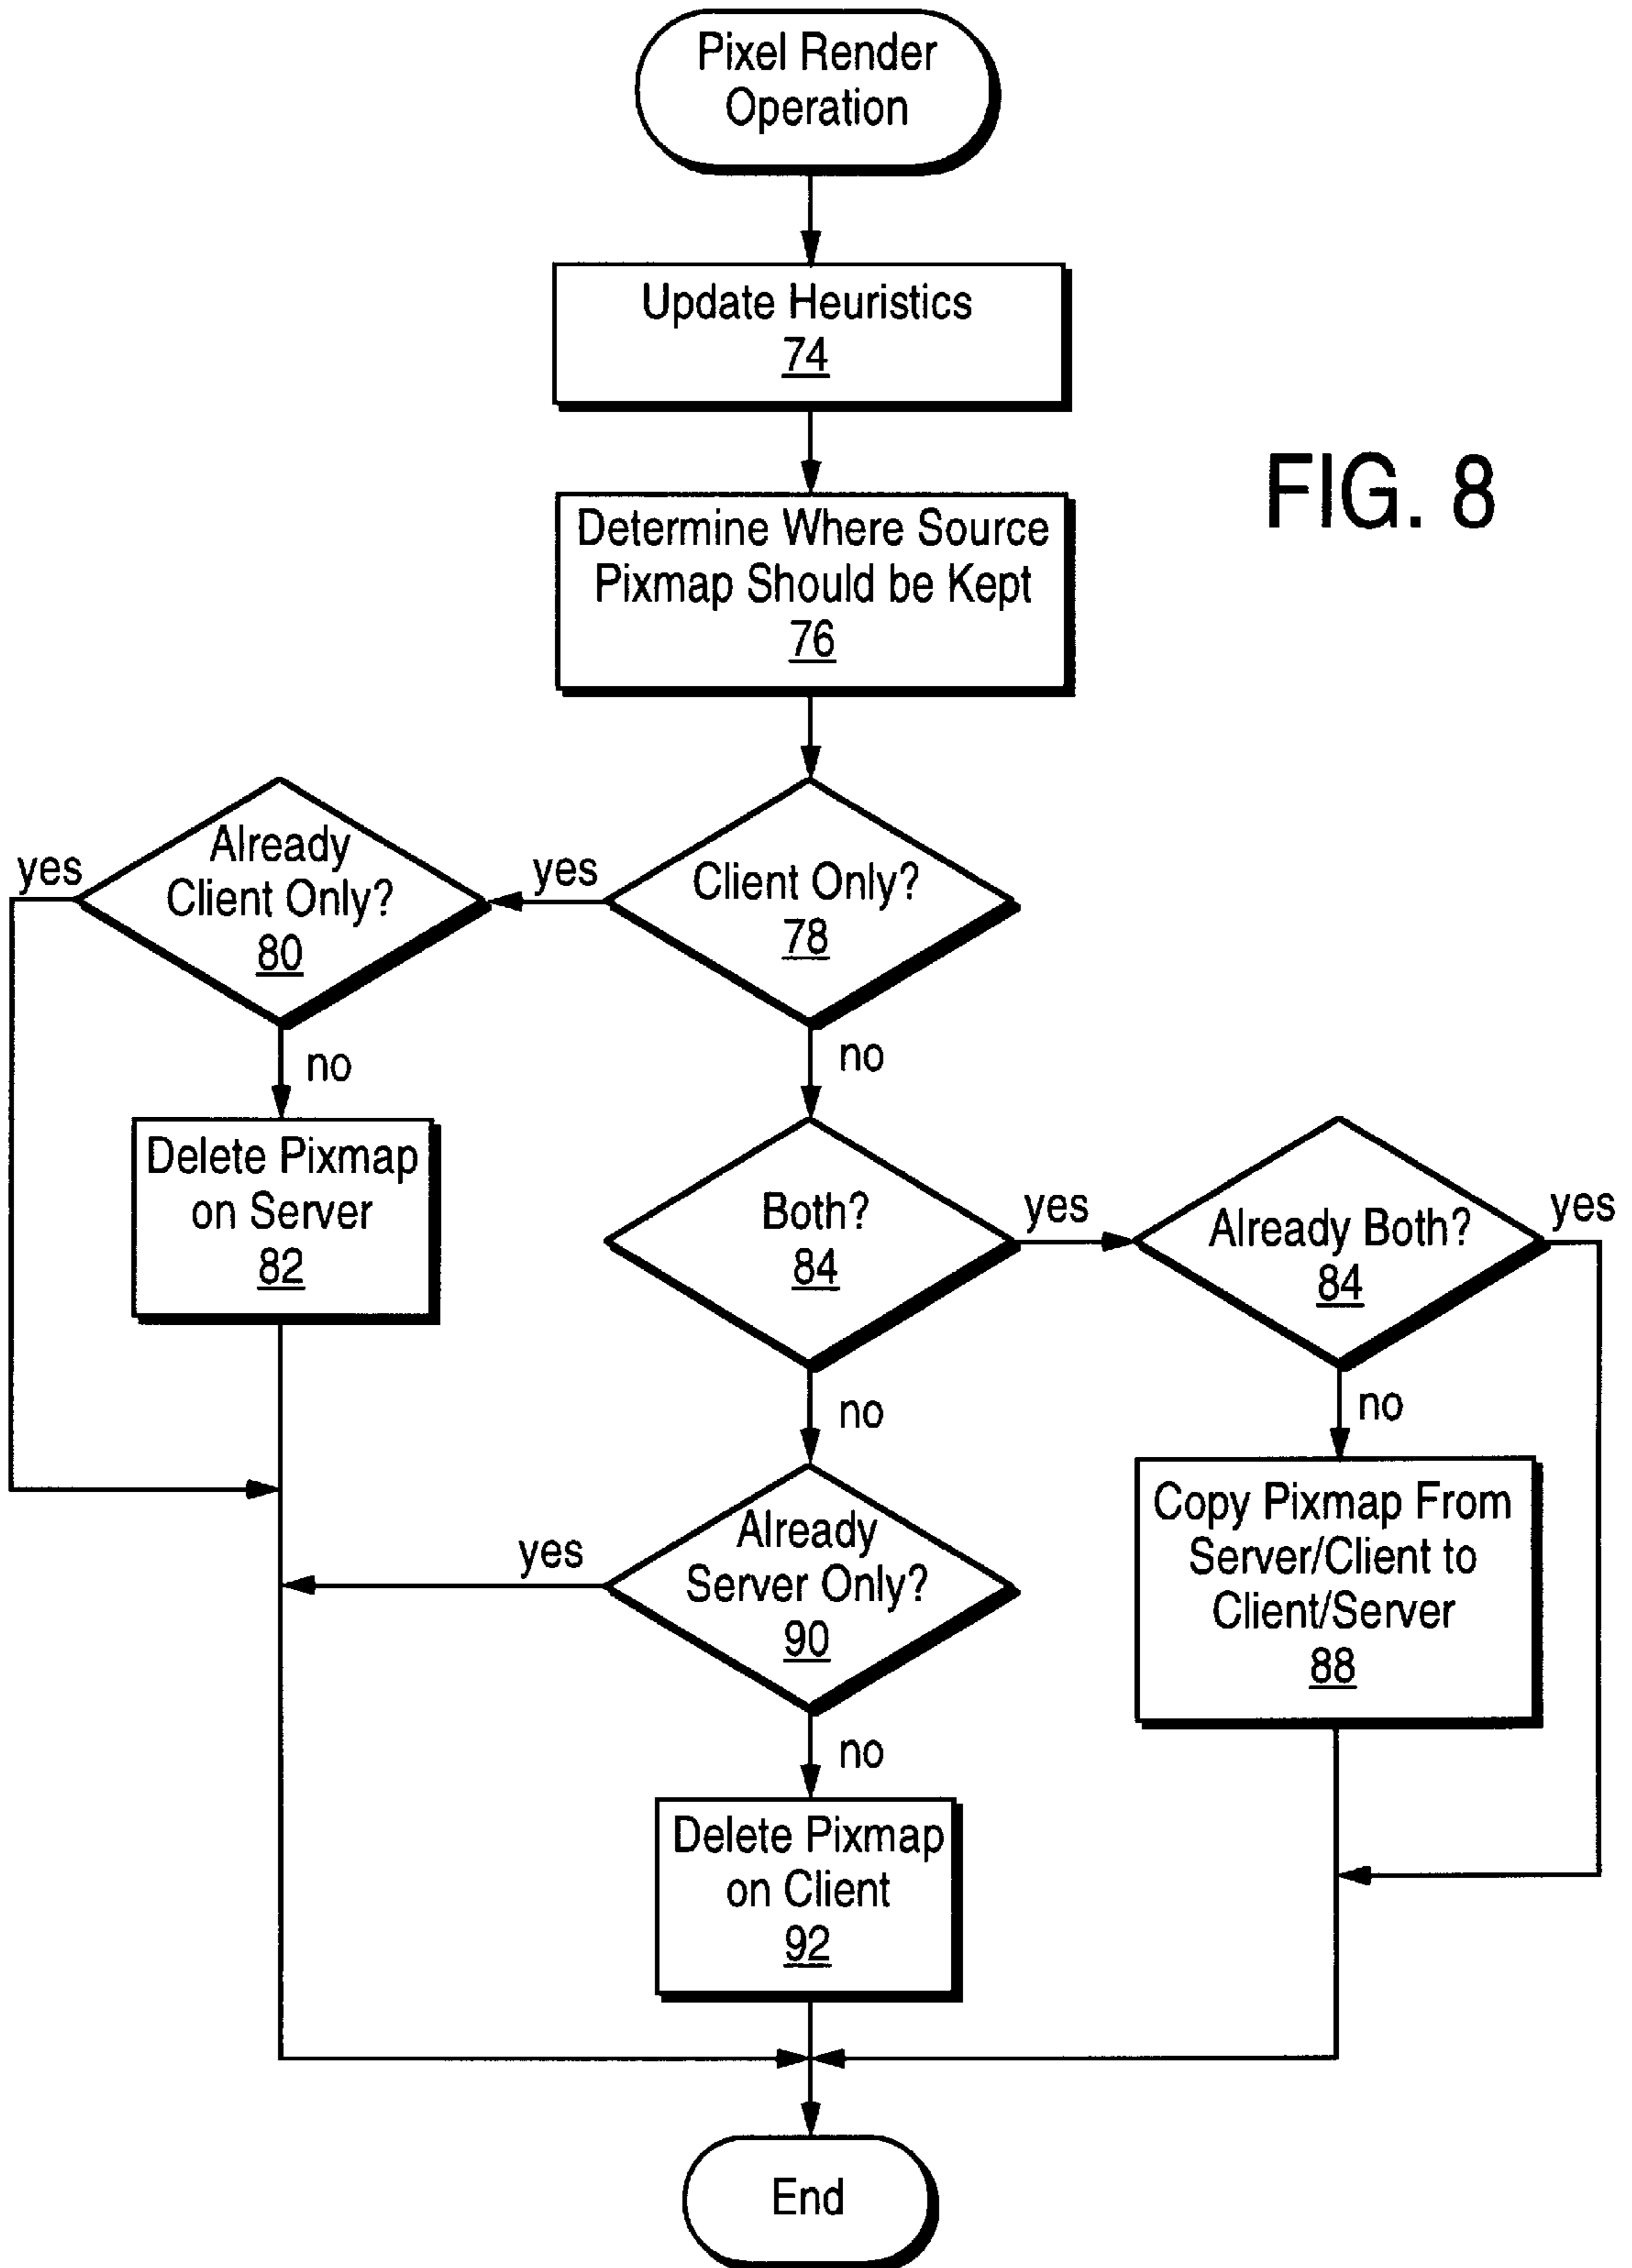 Pixel Render
Operation
Update Heuristics
74
FIG. 8
Determine Where Source
Pixmap Should be Kept
76
Client Only?
78
yes
no
Already
Client Only?
80
yes
no
Delete Pixmap
on Server
82
Both?
84
yes
no
Already Both?
84
yes
no
Copy Pixmap From
Server/Client to
Client/Server
88
Already
Server Only?
90
yes
no
Delete Pixmap
on Client
92
End